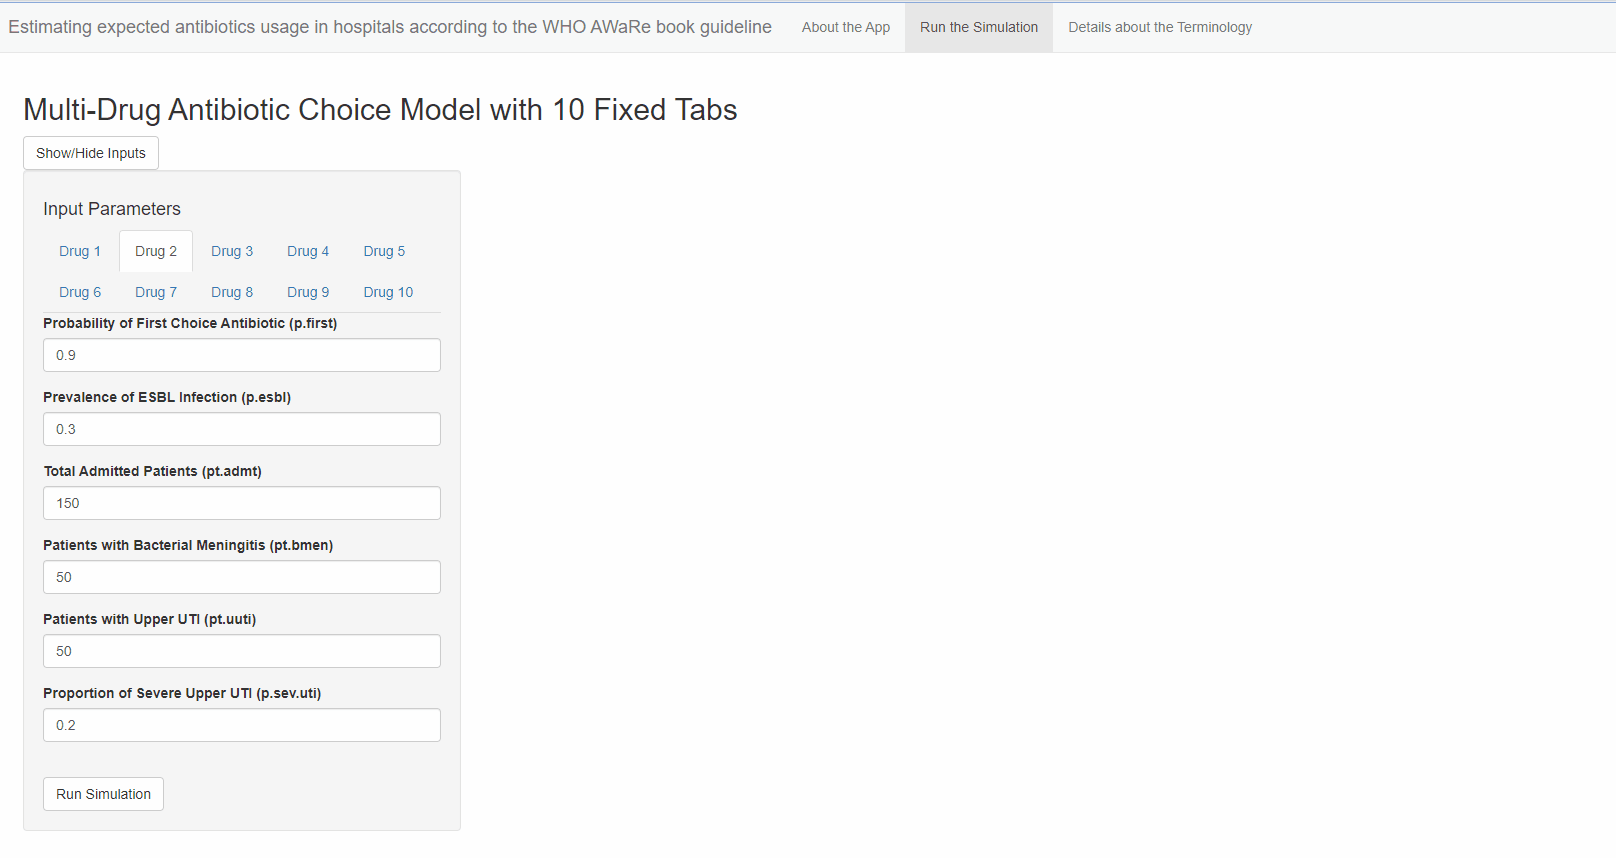 Estimating expected antibiotics usage in hospitals according to the WHO AWaRe book guideline About the App Run the Simulation Details about the Terminology
Multi-Drug Antibiotic Choice Model with 10 Fixed Tabs
Show/Hide Inputs
Input Parameters
Drug 1 Drug 2 Drug 3 Drug 4 Drug 5
Drug 6 Drug 7 Drug 8 Drug 9 Drug 10
Probability of First Choice Antibiotic (p.first)
0.9
Prevalence of ESBL Infection (p.esbl)
0.3
Total Admitted Patients (pt.admt)
150
Patients with Bacterial Meningitis (pt.bmen)
50
Patients with Upper UTI (pt.uuti)
50
Proportion of Severe Upper UTI (p.sev.uti)
0.2
Run Simulation